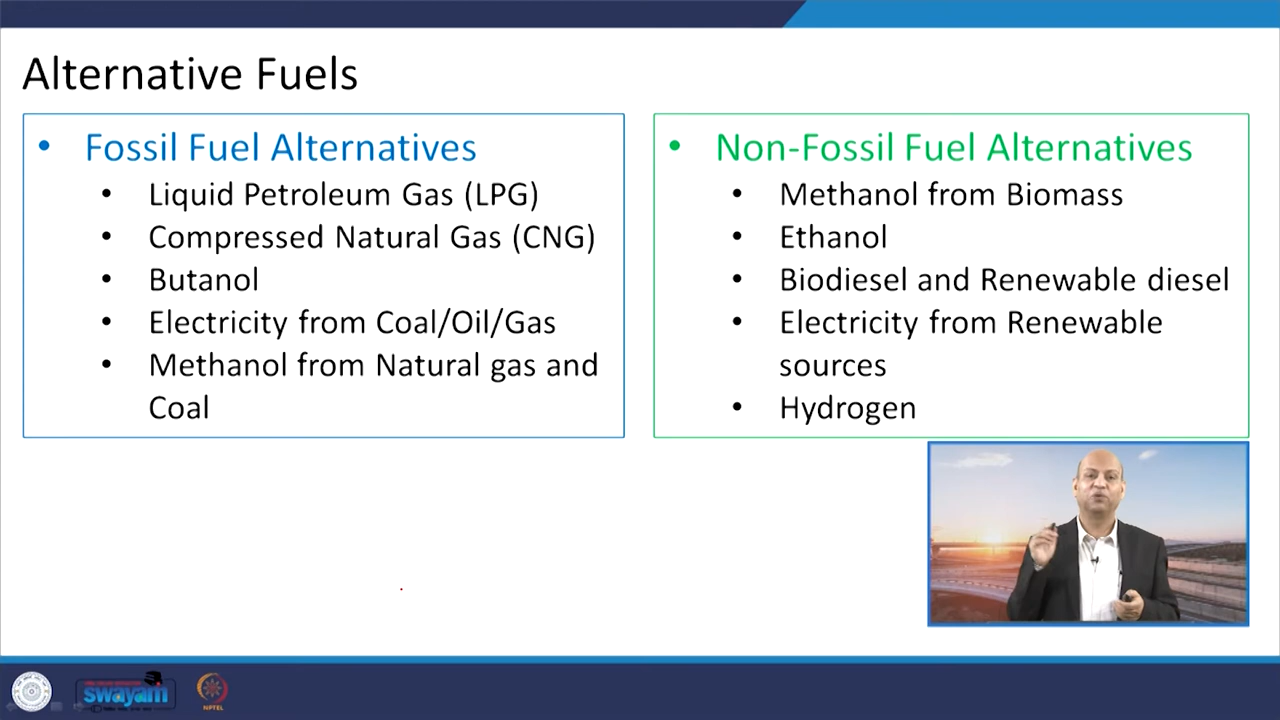 Alternative Fuels
• Fossil Fuel Alternatives
• Liquid Petroleum Gas (LPG)
• Compressed Natural Gas (CNG)
• Butanol
• Electricity from Coal/Oil/Gas
• Methanol from Natural gas and
Coal
• Non-Fossil Fuel Alternatives
• Methanol from Biomass
• Ethanol
• Biodiesel and Renewable diesel
• Electricity from Renewable
sources
• Hydrogen
swayam
NPTEL